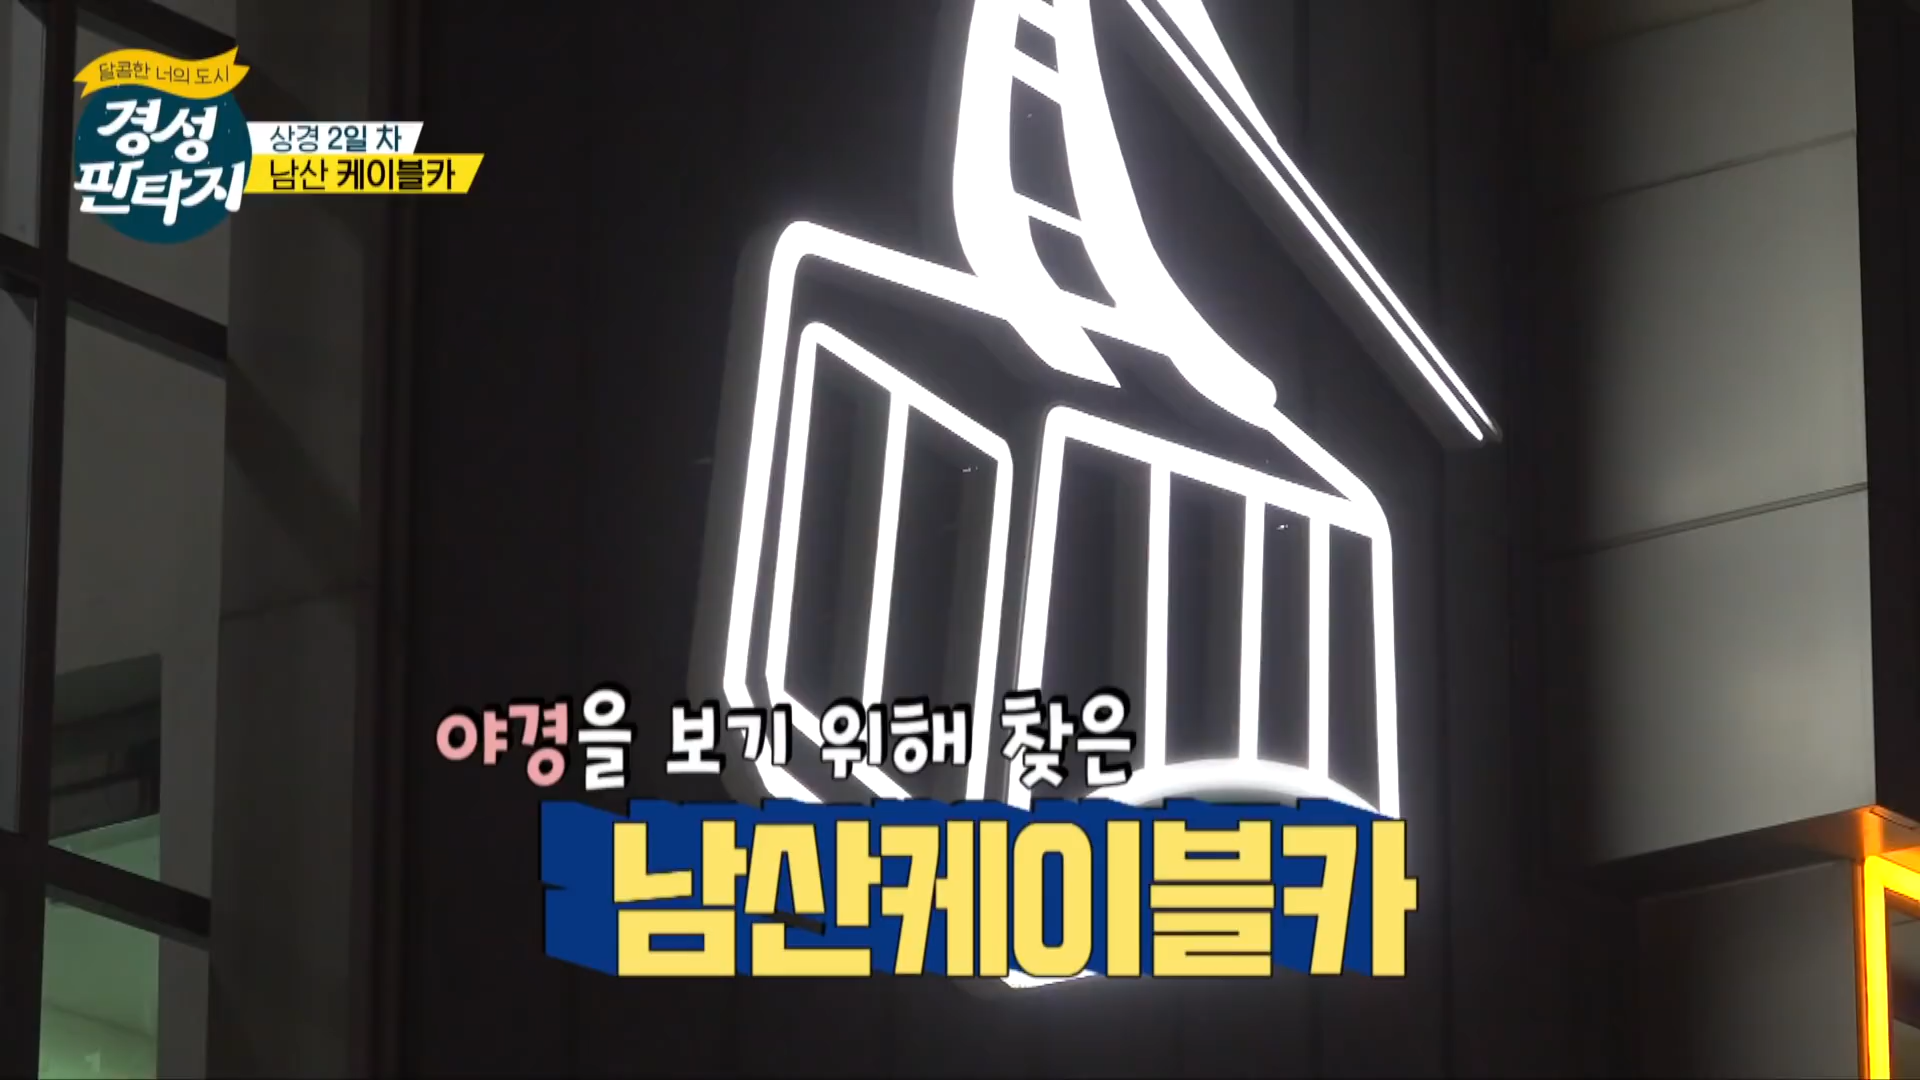 달콤한 너의 도시
경성
판타지
상경 2일 차
남산 케이블카
야경을 보기 위해 찾은
남산케이블카